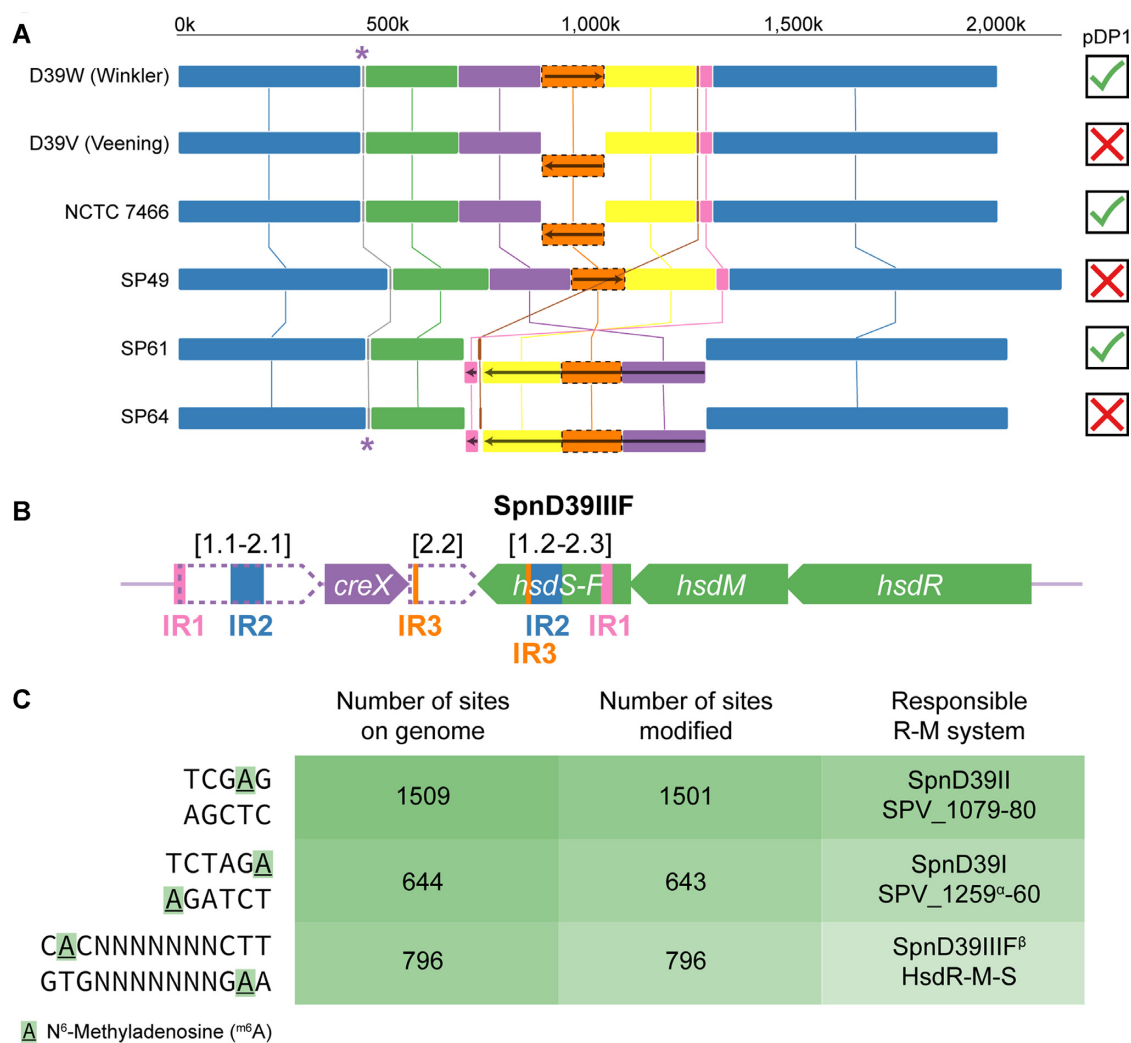 A
0k 500k 1,000k 1,500k 2,000k
pDP1
*
D39W (Winkler)
D39V (Veening)
NCTC 7466
SP49
SP61
SP64
*
B
SpnD39IIIF
[1.1-2.1] [2.2] [1.2-2.3]
creX hsdS-F hsdM hsdR
IR1 IR2 IR3 IR2 IR1
IR3
C
Number of sites on genome
Number of sites modified
Responsible R-M system
TCGAG
AGCTC
1509 1501
SpnD39II
SPV_1079-80
TCTAGA
AGATCT
644 643
SpnD39I
SPV_1259α-60
CACNNNNNNNCTT
GTGNNNNNNNGAA
796 796
SpnD39IIIFβ
HsdR-M-S
A N6-Methyladenosine (m6A)